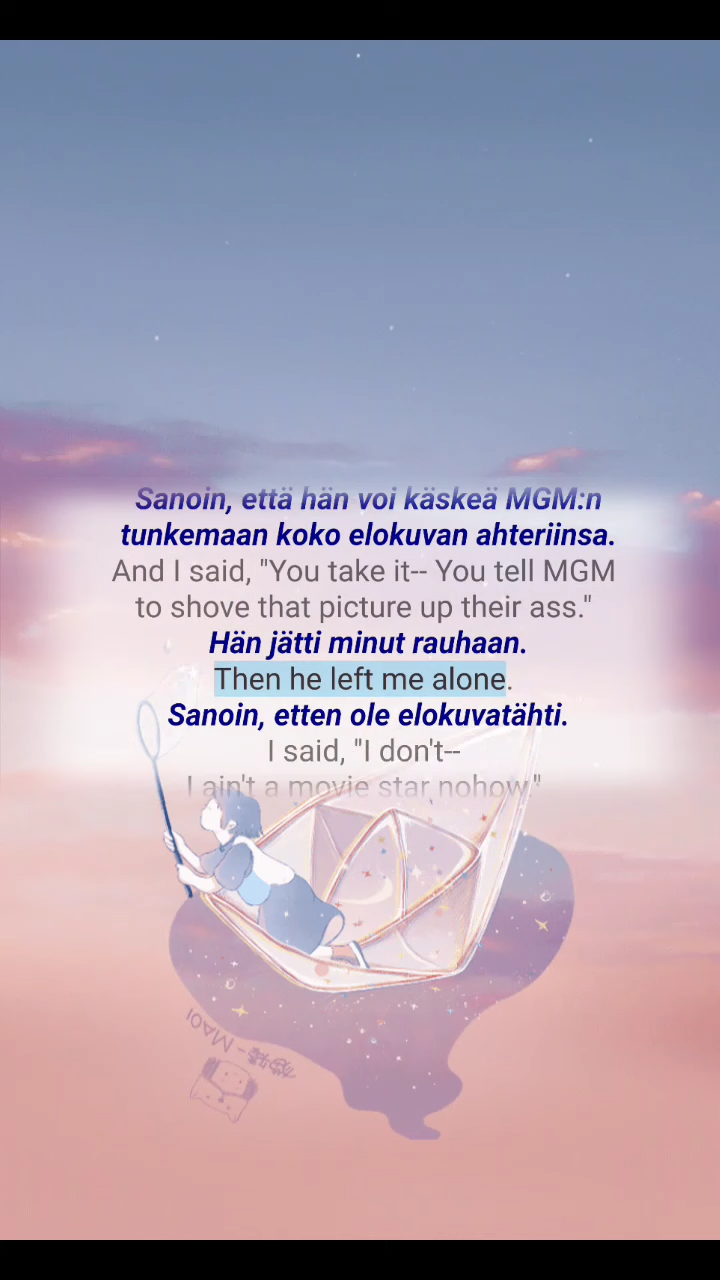 Sanoin, että hän voi käskeä MGM:n
tunkemaan koko elokuvan ahteriinsa.
And I said, "You take it-- You tell MGM
to shove that picture up their ass."
Hän jätti minut rauhaan.
Then he left me alone.
Sanoin, etten ole elokuvatähti.
I said, "I don't--
I ain't a movie star nohow."
MAOI